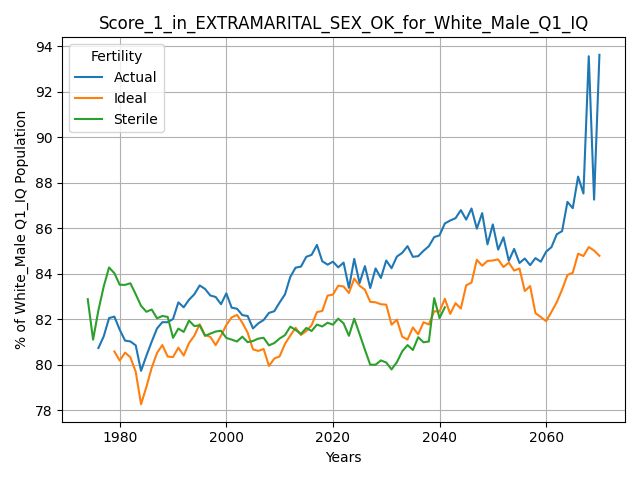 Score_1_in_EXTRAMARITAL_SEX_OK_for_White_Male_Q1_IQ
Fertility
Actual
Ideal
Sterile
% of White_Male Q1_IQ Population
94
92
90
88
86
84
82
80
78
1980
2000
2020
2040
2060
Years